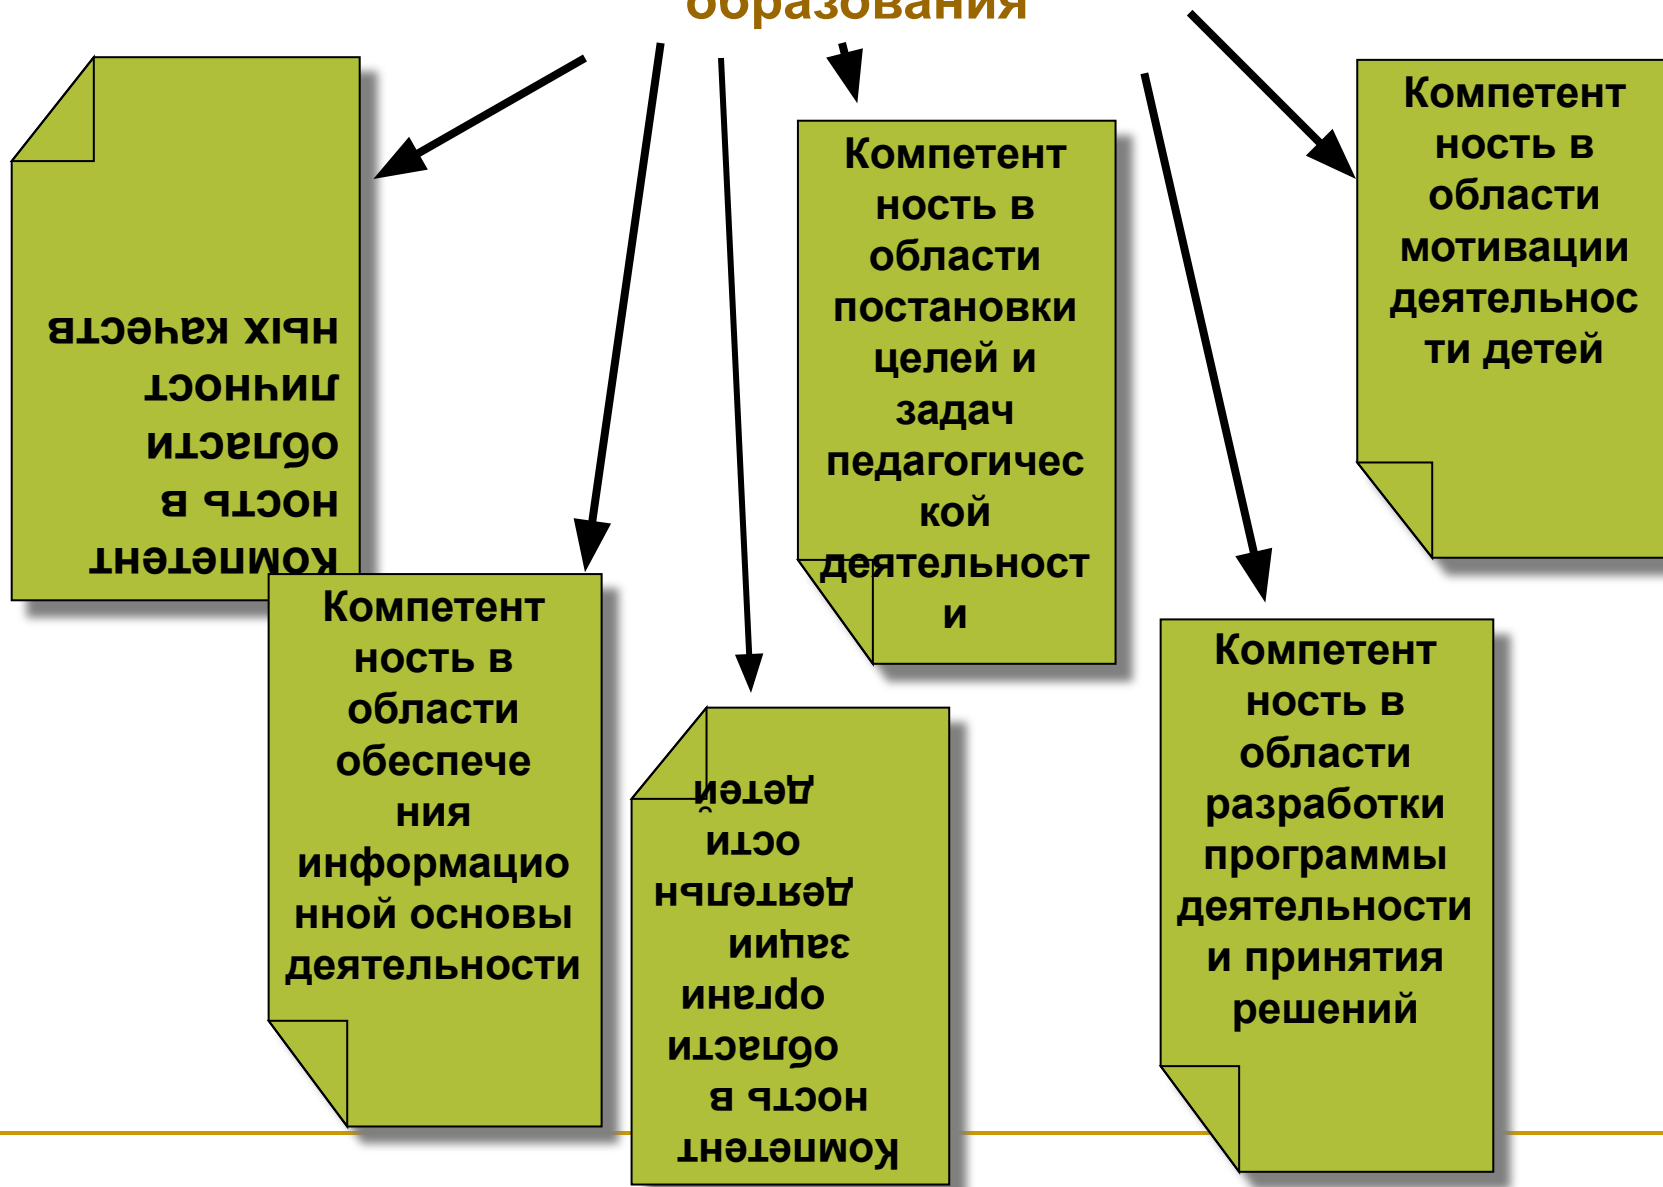 образования
Компетент
ность в
области
личност
ных качеств
Компетент
ность в
области
обеспече
ния
информацио
нной основы
деятельности
Компетент
ность в
области
органи
зации
деятельн
ости
детей
Компетент
ность в
области
постановки
целей и
задач
педагогичес
кой
деятельност
и
Компетент
ность в
области
разработки
программы
деятельности
и принятия
решений
Компетент
ность в
области
мотивации
деятельнос
ти детей